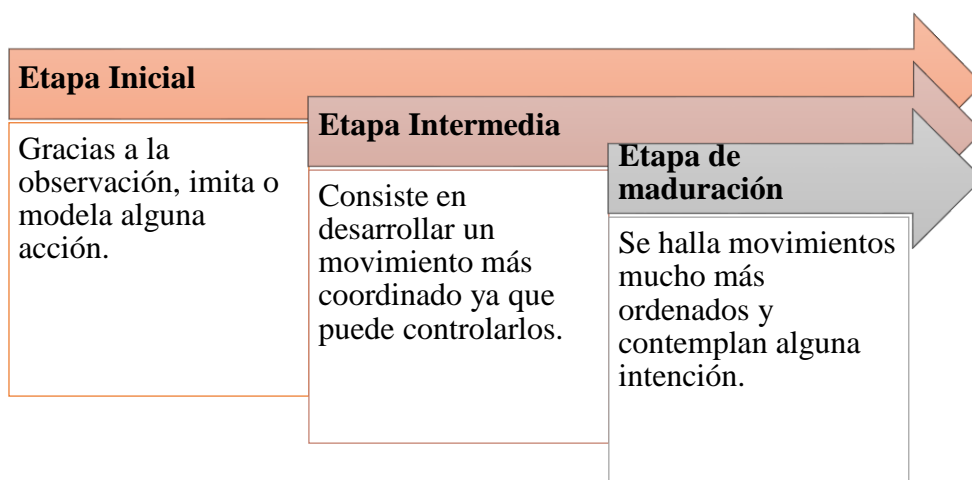 Etapa Inicial
Gracias a la
observación, imita o
modela alguna
acción.
Etapa Intermedia
Consiste en
desarrollar un
movimiento más
coordinado ya que
puede controlarlos.
Etapa de
maduración
Se halla movimientos
mucho más
ordenados y
contemplan alguna
intención.